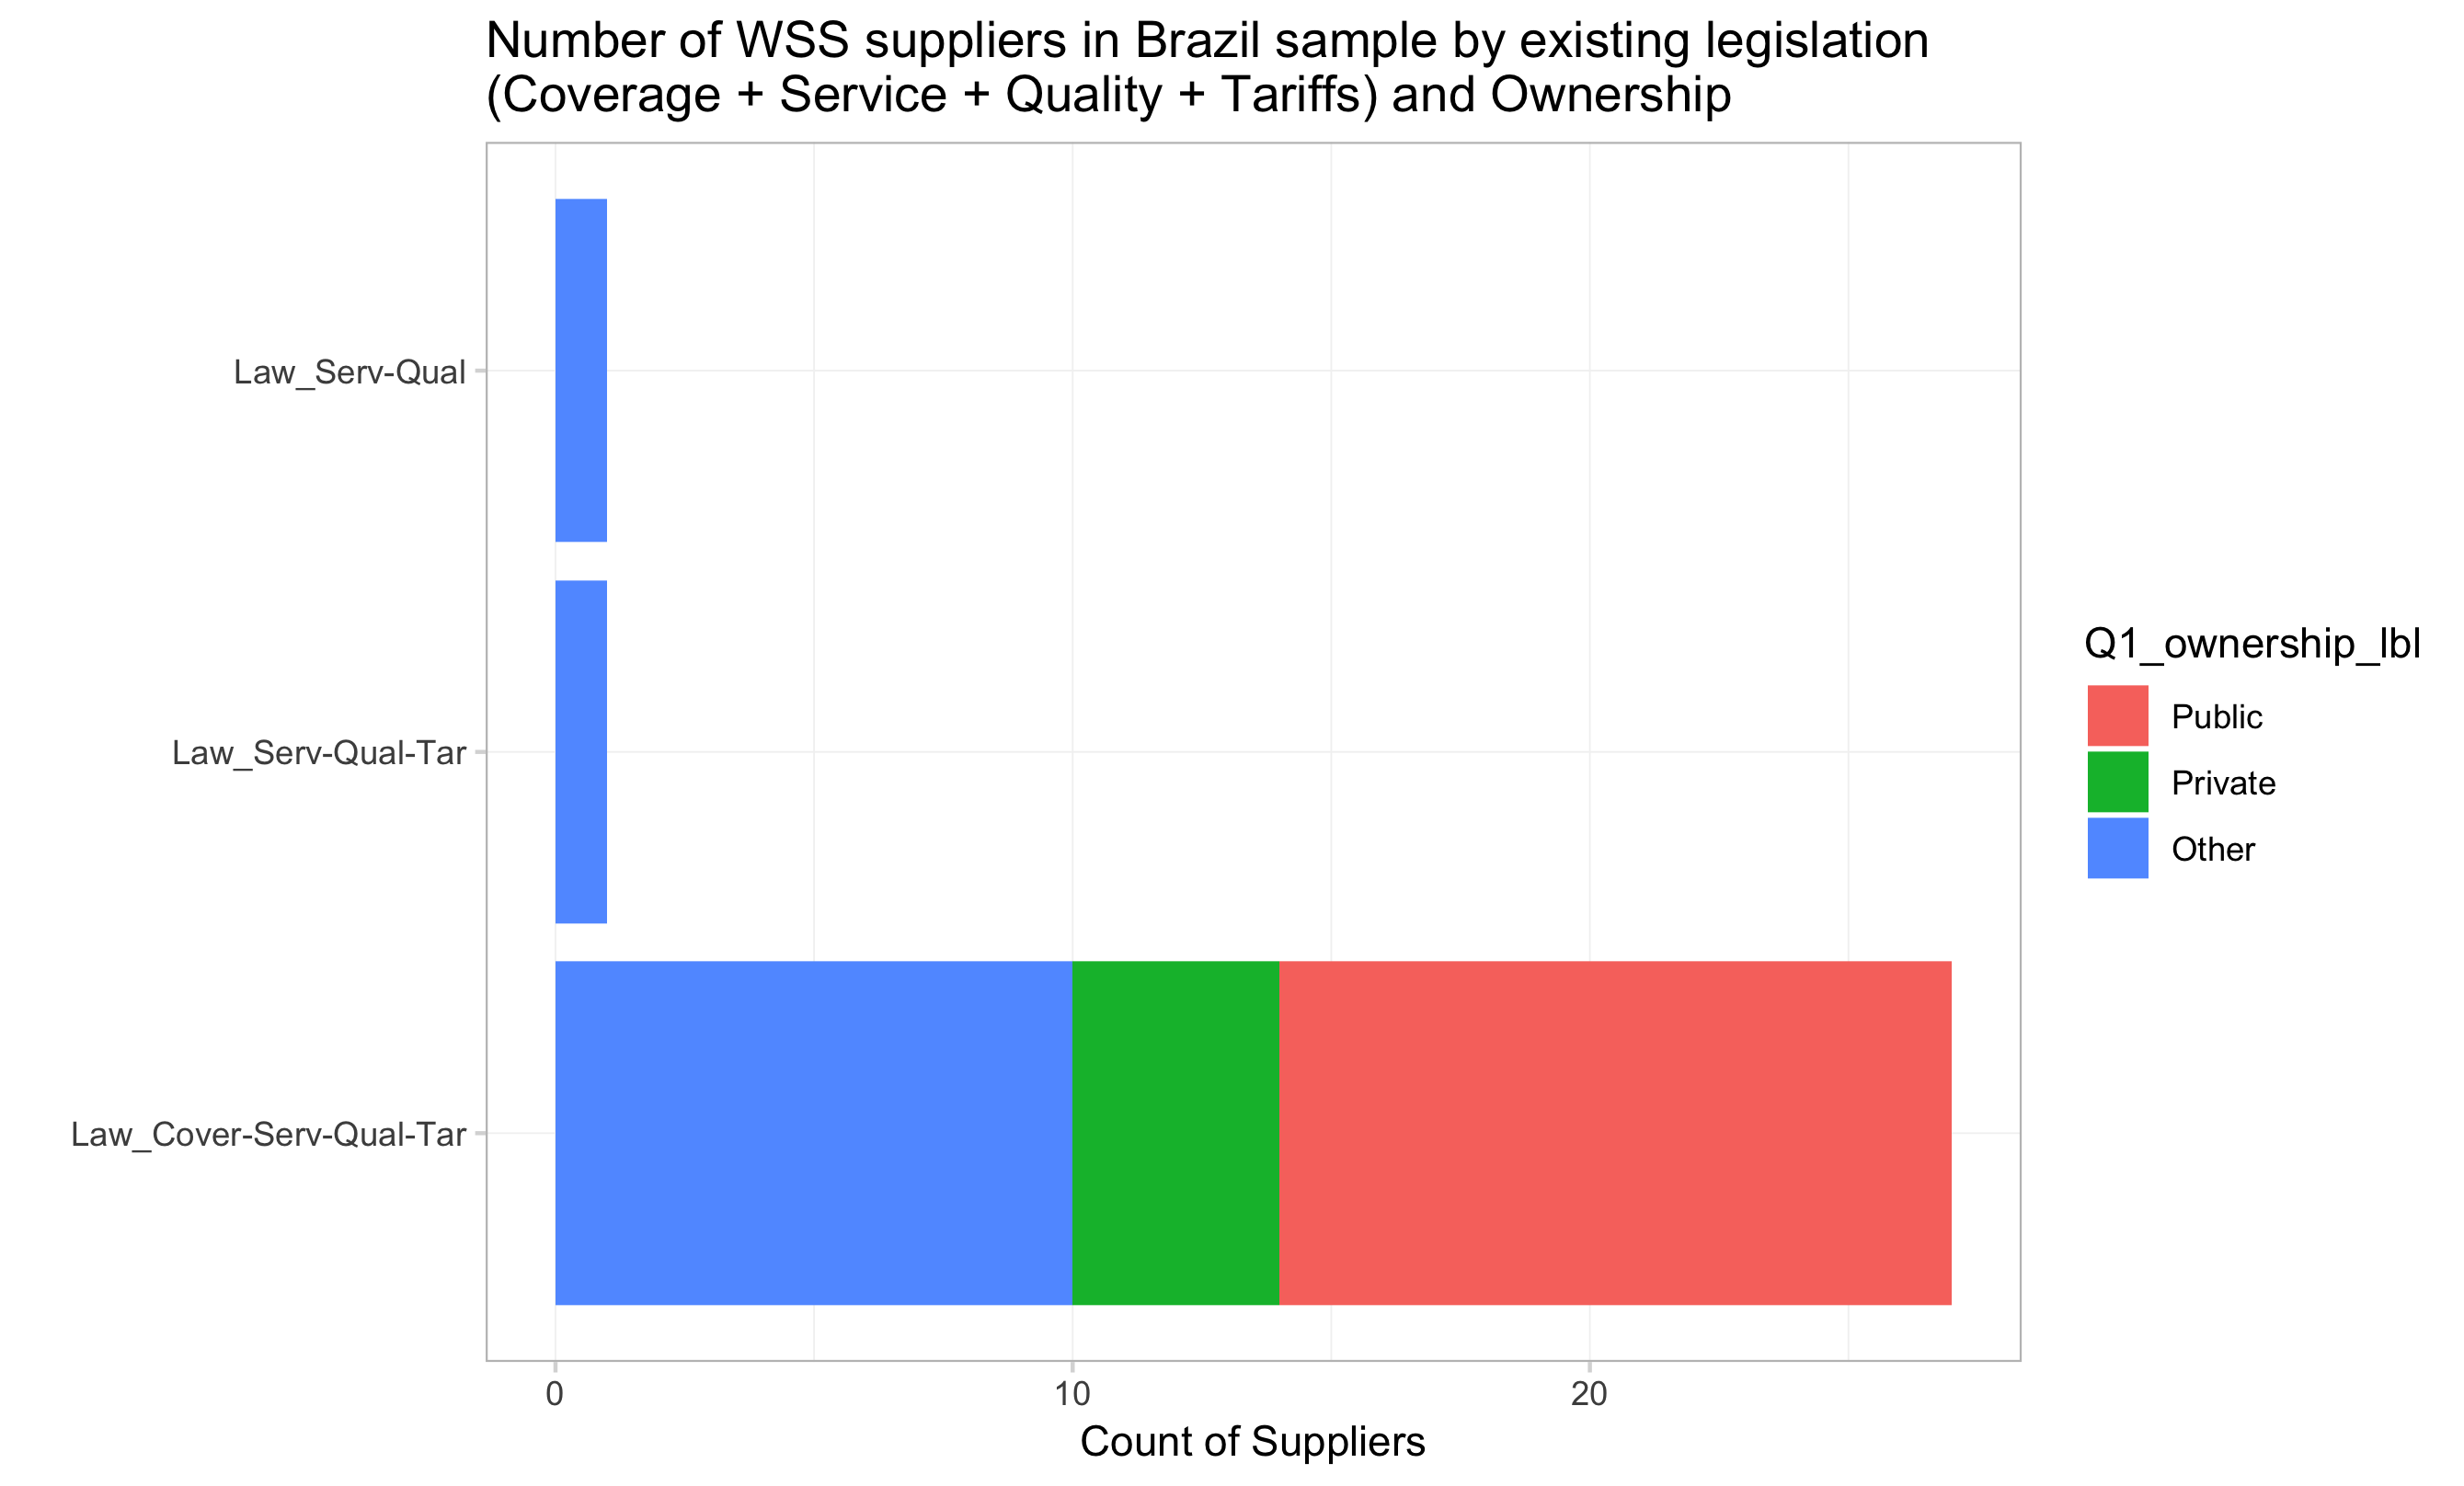 Number of WSS suppliers in Brazil sample by existing legislation
(Coverage + Service + Quality + Tariffs) and Ownership
Law_Serv-Qual
Law_Serv-Qual-Tar
Law_Cover-Serv-Qual-Tar
0
10
20
Count of Suppliers
Q1_ownership_lbl
Public
Private
Other